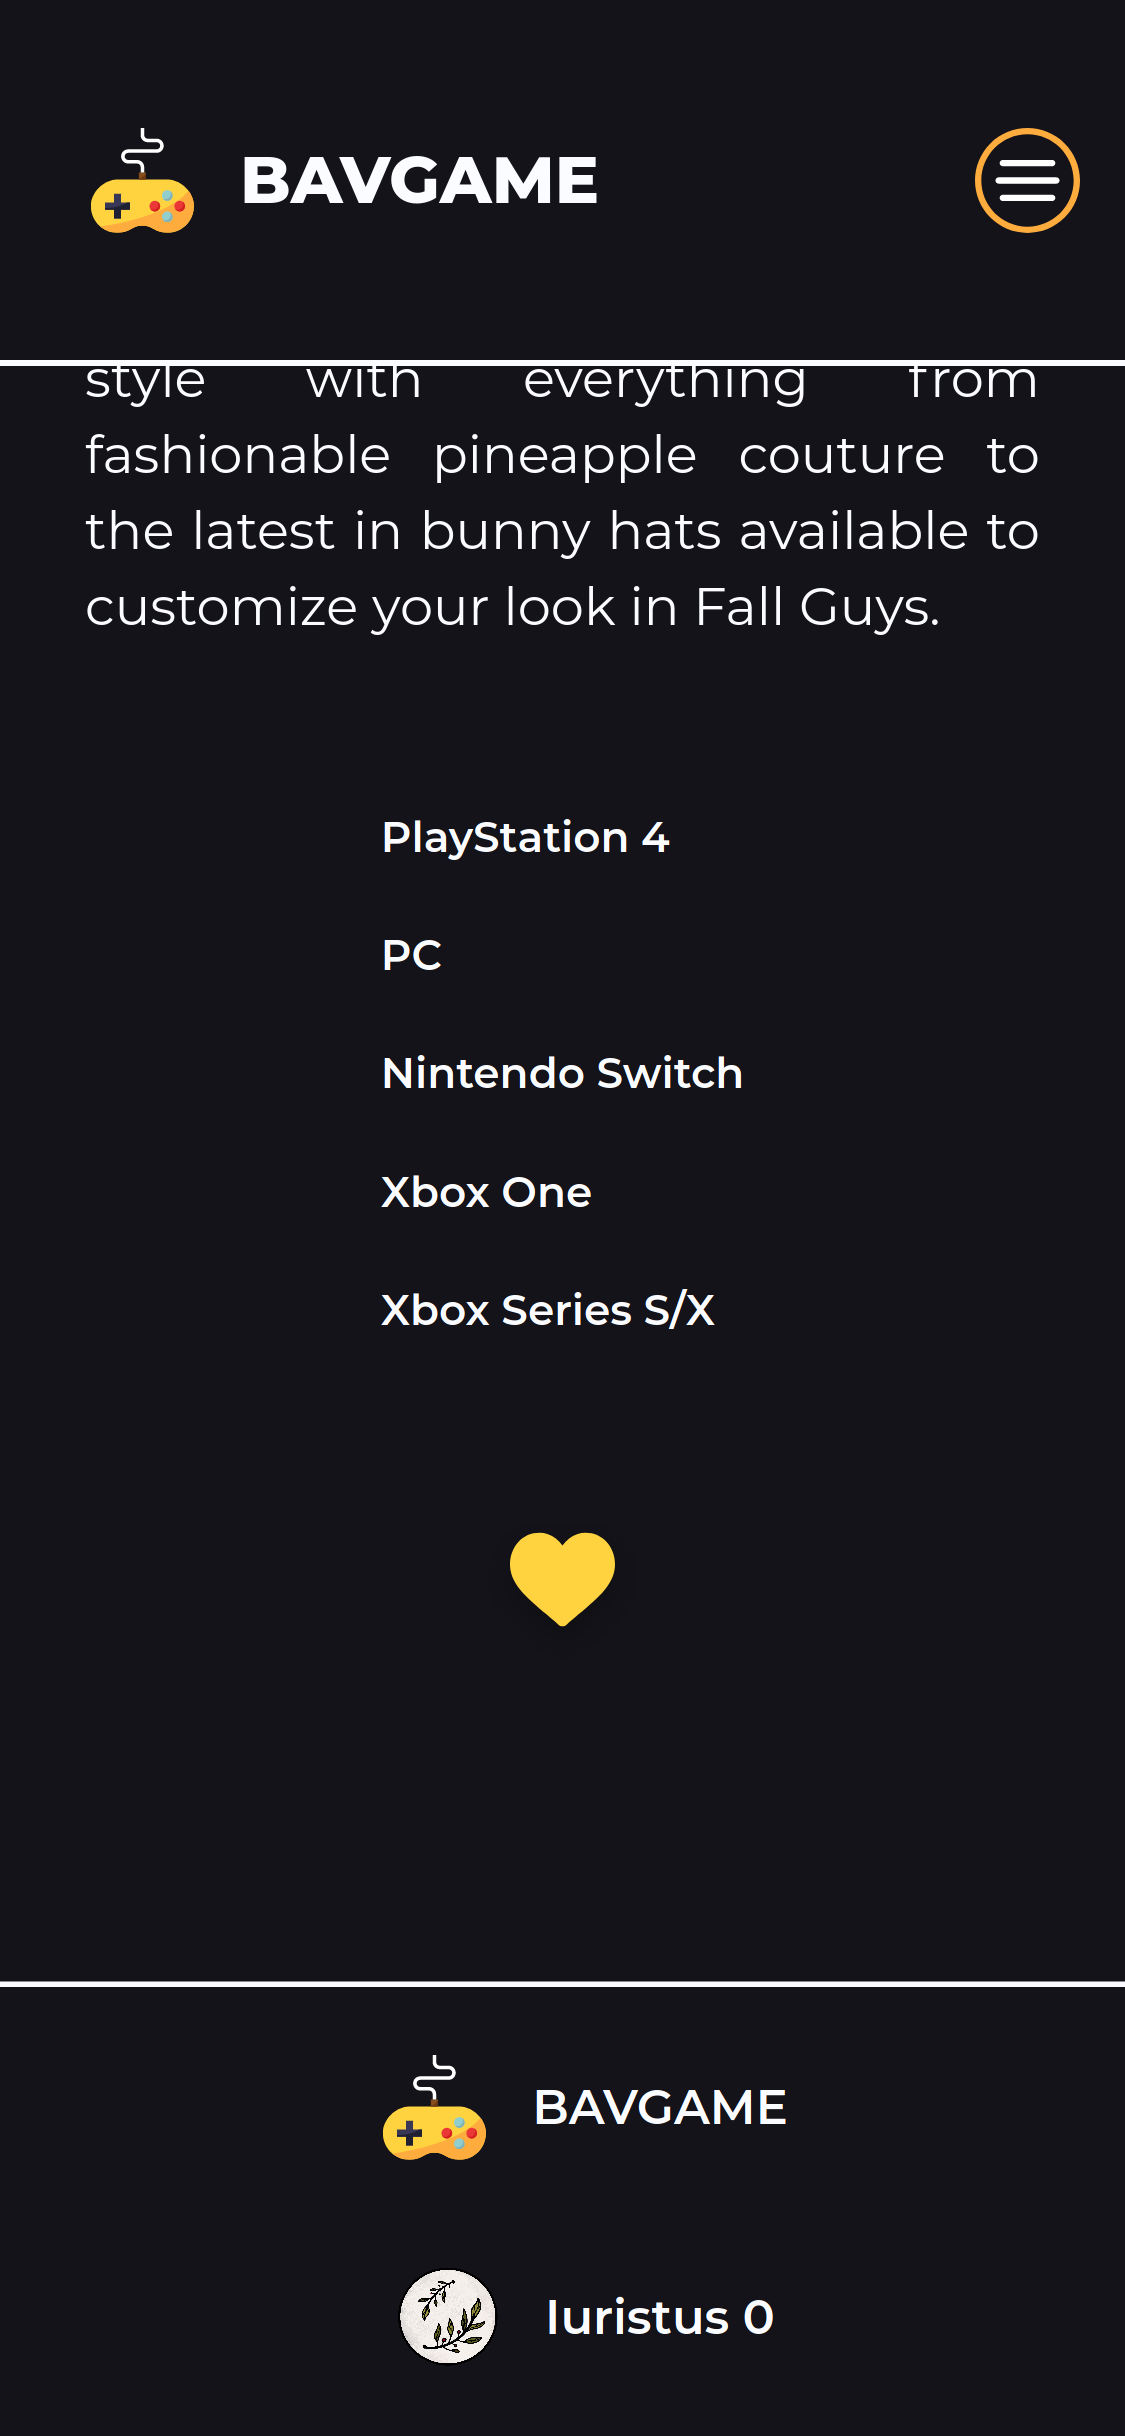 BAVGAME
style with everything from
fashionable pineapple couture to
the latest in bunny hats available to
customize your look in Fall Guys.
PlayStation 4
PC
Nintendo Switch
Xbox One
Xbox Series S/X
BAVGAME
Iuristus 0